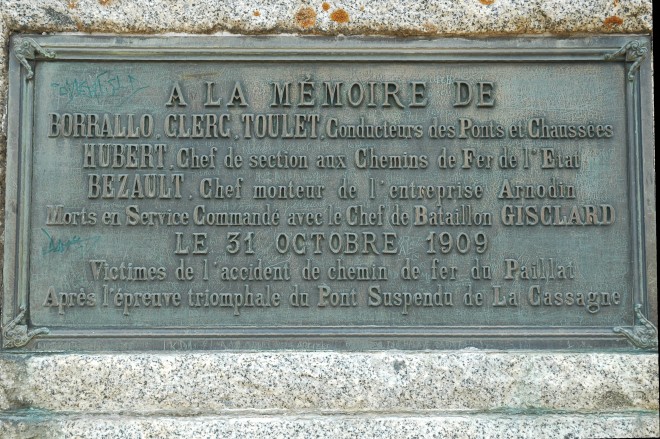 A LA MÉMOIRE DE
BORRALLO, CLERC, TOULET, Conducteurs des Ponts et Chaussées
HUBERT, Chef de section aux Chemins de Fer de l'Etat
BEZAULT, Chef monteur de l'entreprise Arnodin
Morts en Service Commandé avec le Chef de Bataillon GISCLARD
LE 31 OCTOBRE 1909
Victimes de l'accident de chemin de fer du Paillat
Après l'épreuve triomphale du Pont Suspendu de La Cassagne